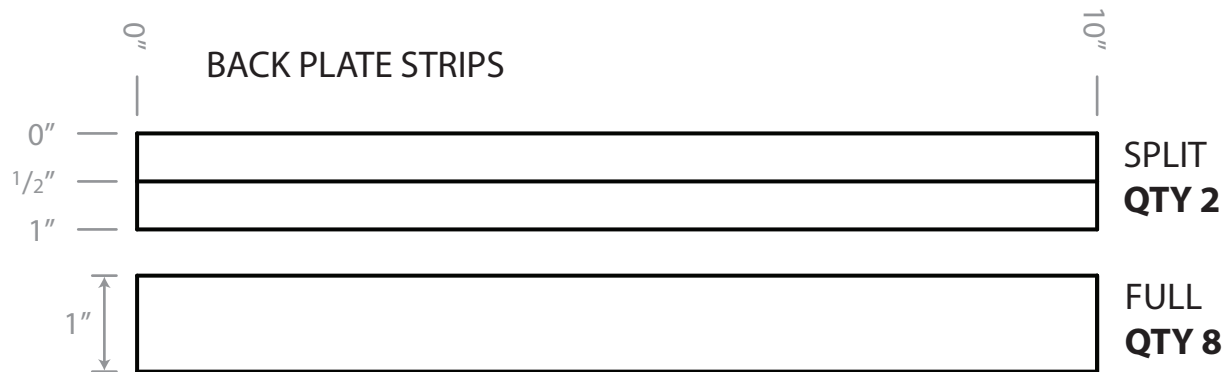 0″
10″
BACK PLATE STRIPS
0″
1/2″
1″
SPLIT
QTY 2
1″
FULL
QTY 8